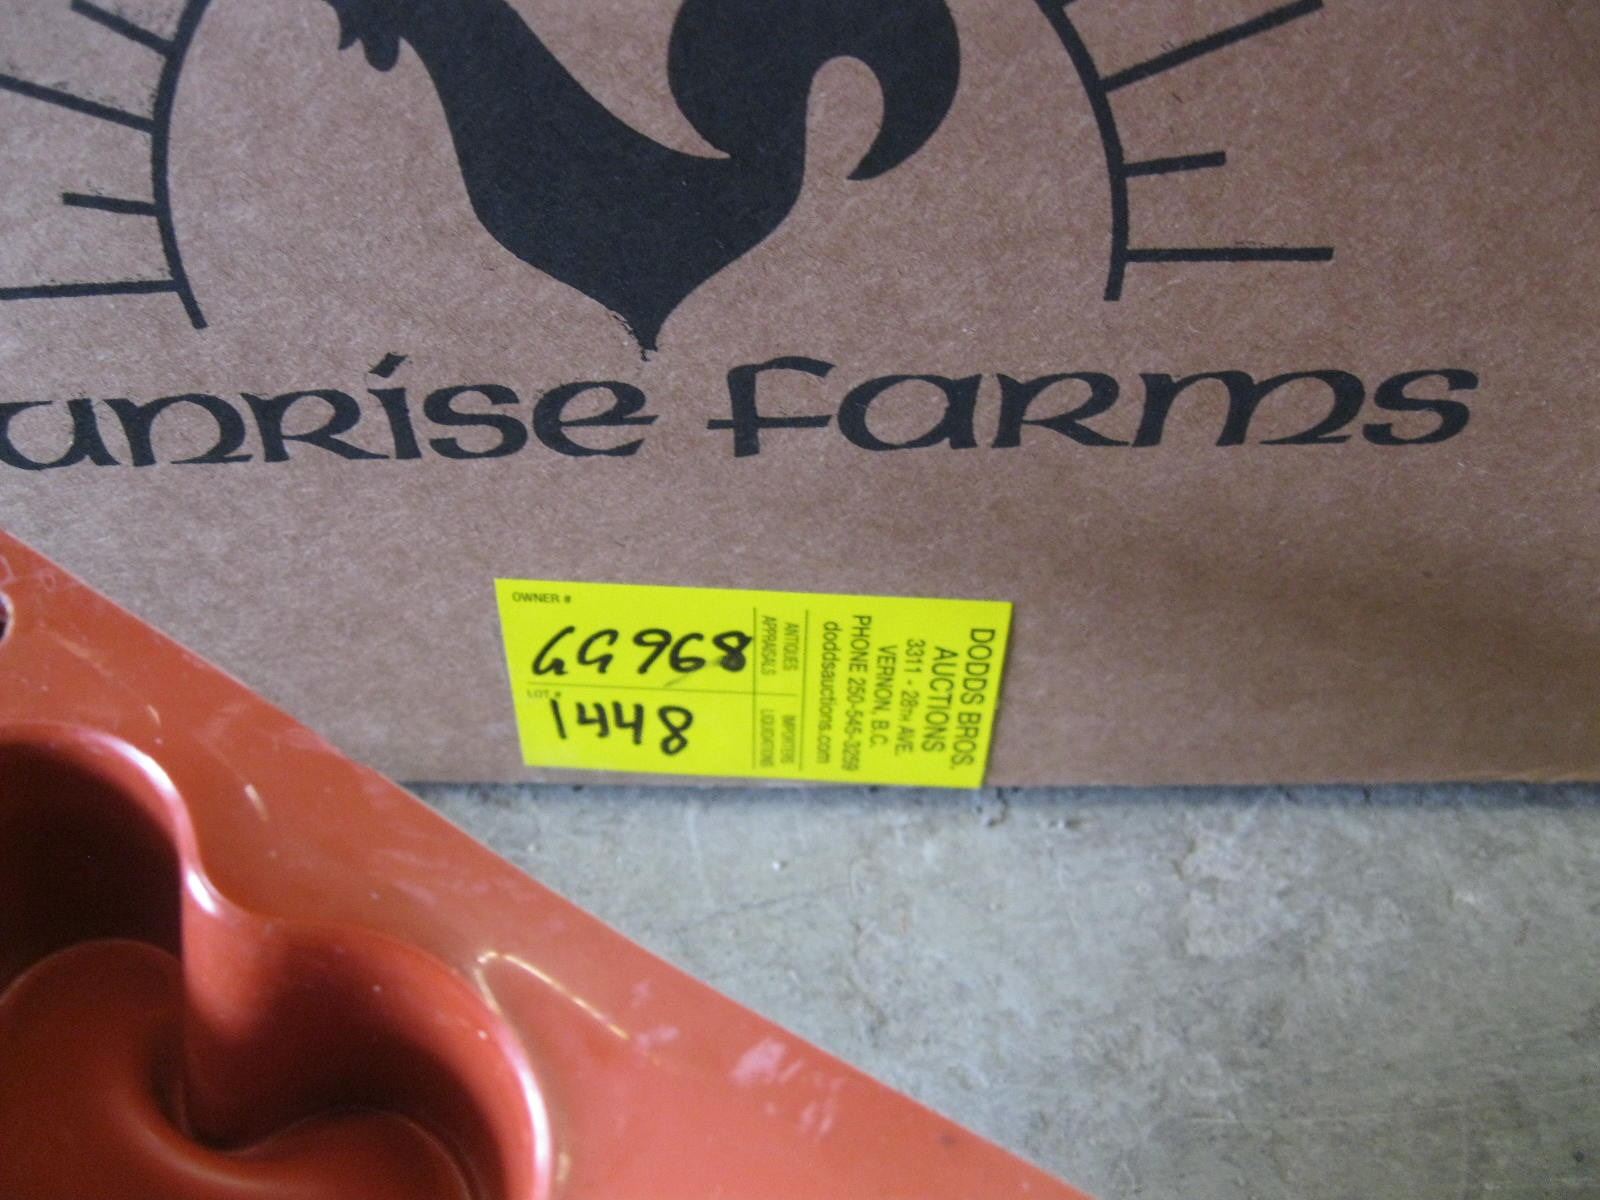 unrise Farms
OWNER #
GG968
LOT #
1448
ANTIQUES
APPRAISALS
IMPORTERS
LIQUIDATIONS
DODDS BROS.
AUCTIONS
3311 - 28TH AVE.
VERNON, B.C.
PHONE 250-545-3259
doddsauctions.com